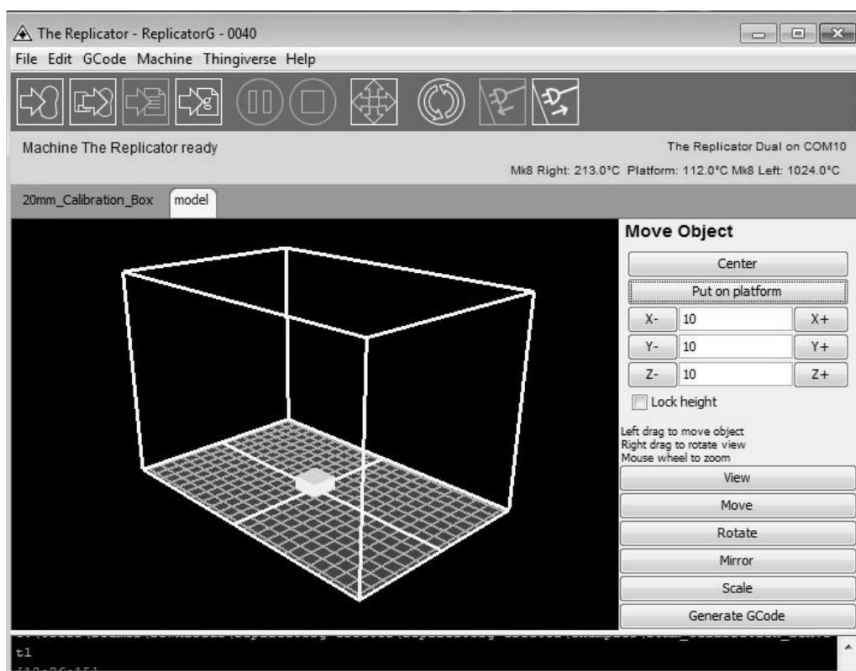 The Replicator - ReplicatorG - 0040
File Edit GCode Machine Thingiverse Help
Machine The Replicator ready
The Replicator Dual on COM10
Mk8 Right: 213.0°C Platform: 112.0°C Mk8 Left: 1024.0°C
20mm_Calibration_Box model
Move Object
Center
Put on platform
X- 10 X+
Y- 10 Y+
Z- 10 Z+
Lock height
Left drag to move object
Right drag to rotate view
Mouse wheel to zoom
View
Move
Rotate
Mirror
Scale
Generate GCode
tl